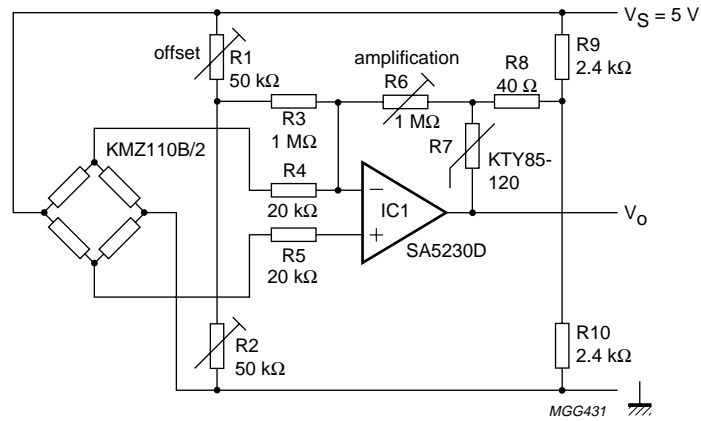 V_S = 5 V
offset
R1
50 kΩ
amplification
R6
1 MΩ
R8
40 Ω
R9
2.4 kΩ
R3
1 MΩ
R7
KTY85-
120
KMZ110B/2
R4
20 kΩ
−
IC1
+
V_o
SA5230D
R5
20 kΩ
R2
50 kΩ
R10
2.4 kΩ
MGG431